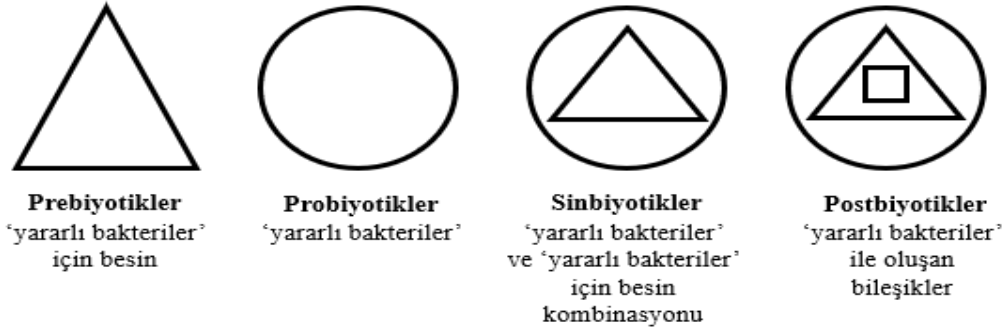 Prebiyotikler
‘yararlı bakteriler’
için besin
Probiyotikler
‘yararlı bakteriler’
Sinbiyotikler
‘yararlı bakteriler’
ve ‘yararlı bakteriler’
için besin
kombinasyonu
Postbiyotikler
‘yararlı bakteriler’
ile oluşan
bileşikler